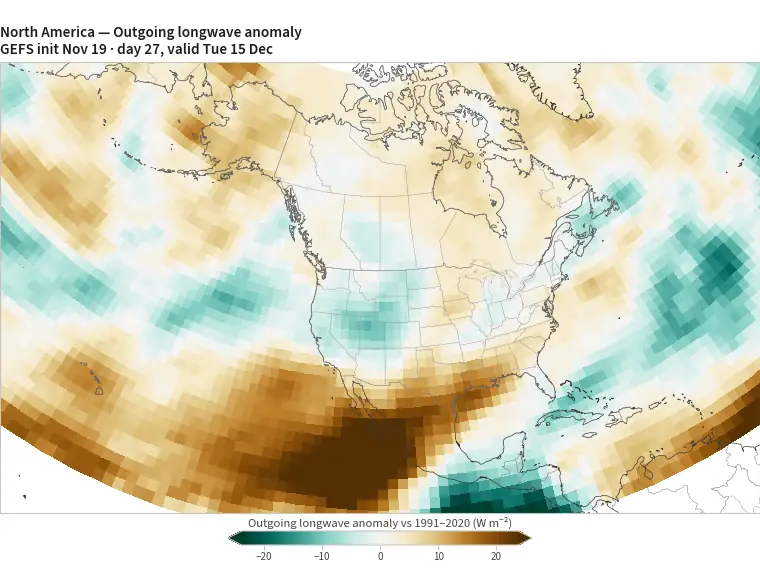 North America — Outgoing longwave anomaly
GEFS init Nov 19 · day 27, valid Tue 15 Dec
Outgoing longwave anomaly vs 1991–2020 (W m⁻²)
−20 −10 0 10 20